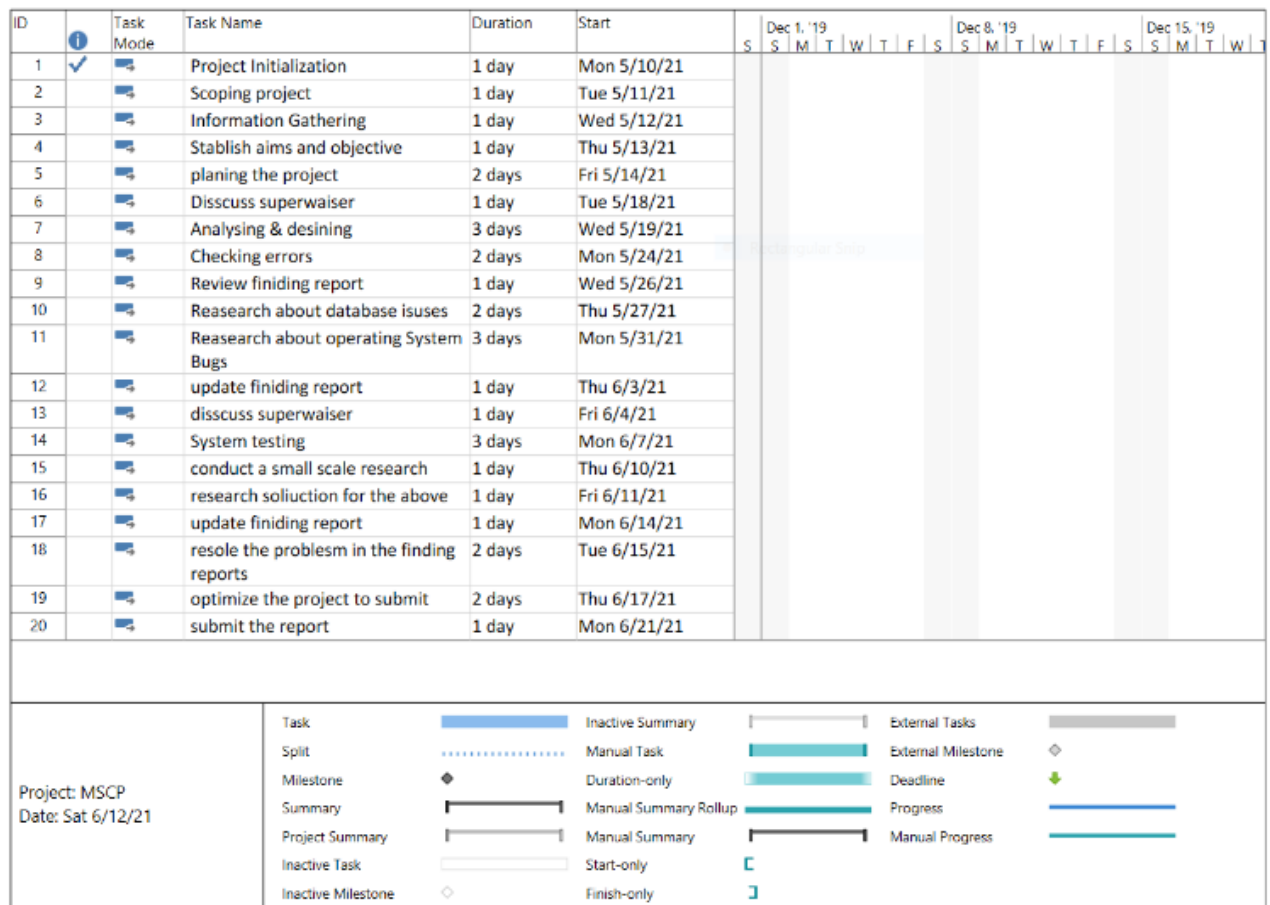 ID Task Mode Task Name Duration Start Dec 1, '19 Dec 8, '19 Dec 15, '19
S S M T W T F S S M T W T F S S M T W T
1 Project Initialization 1 day Mon 5/10/21
2 Scoping project 1 day Tue 5/11/21
3 Information Gathering 1 day Wed 5/12/21
4 Stablish aims and objective 1 day Thu 5/13/21
5 planing the project 2 days Fri 5/14/21
6 Disscuss superwaiser 1 day Tue 5/18/21
7 Analysing & desining 3 days Wed 5/19/21
Rectangular Snip
8 Checking errors 2 days Mon 5/24/21
9 Review finiding report 1 day Wed 5/26/21
10 Reasearch about database isuses 2 days Thu 5/27/21
11 Reasearch about operating System 3 days Mon 5/31/21
Bugs
12 update finiding report 1 day Thu 6/3/21
13 disscuss superwaiser 1 day Fri 6/4/21
14 System testing 3 days Mon 6/7/21
15 conduct a small scale research 1 day Thu 6/10/21
16 research soliuction for the above 1 day Fri 6/11/21
17 update finiding report 1 day Mon 6/14/21
18 resole the problesm in the finding 2 days Tue 6/15/21
reports
19 optimize the project to submit 2 days Thu 6/17/21
20 submit the report 1 day Mon 6/21/21
Project: MSCP
Date: Sat 6/12/21
Task Inactive Summary External Tasks
Split Manual Task External Milestone
Milestone Duration-only Deadline
Summary Manual Summary Rollup Progress
Project Summary Manual Summary Manual Progress
Inactive Task Start-only
Inactive Milestone Finish-only